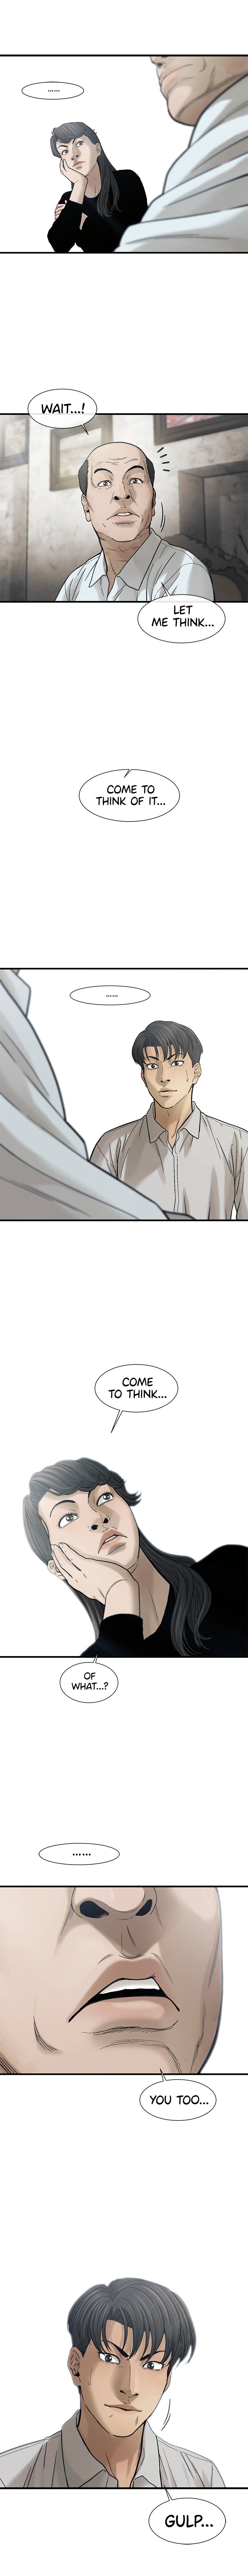 ......
WAIT...!
LET
ME THINK...
COME TO
THINK OF IT...
......
COME
TO THINK...
OF
WHAT...?
......
YOU TOO...
GULP...